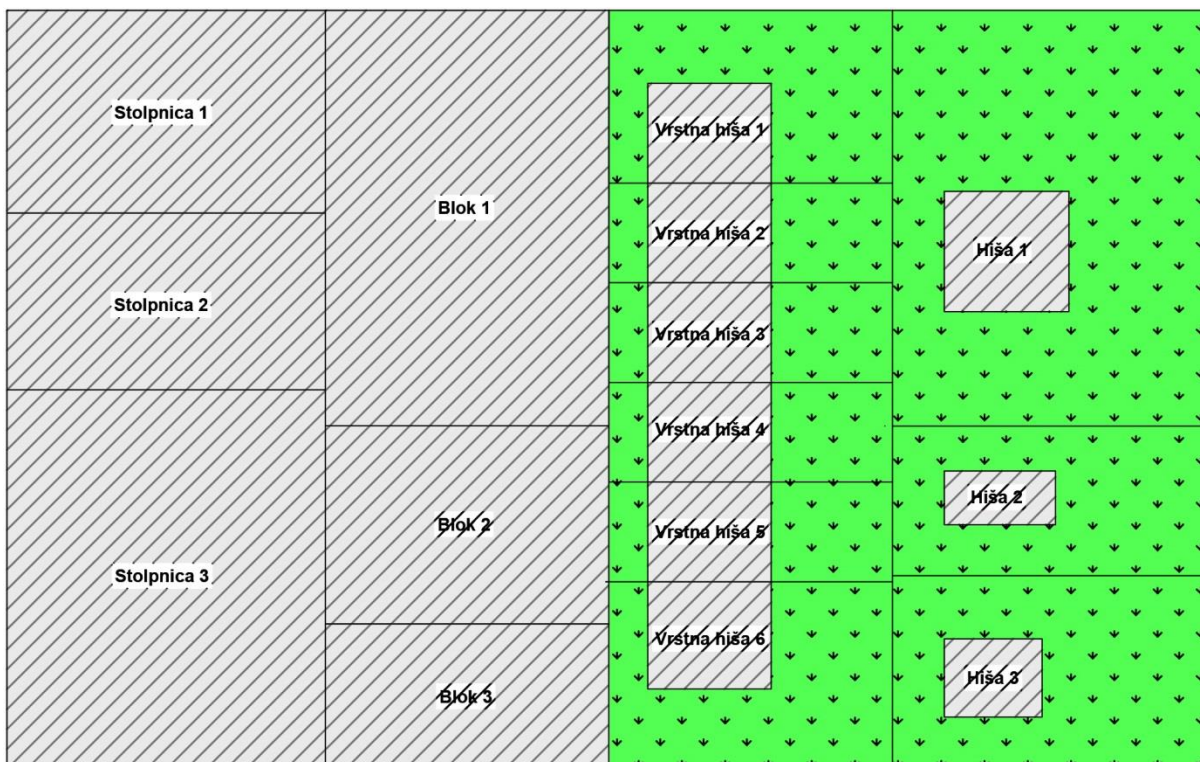 Stolpnica 1
Stolpnica 2
Stolpnica 3
Blok 1
Blok 2
Blok 3
Vrstna hiša 1
Vrstna hiša 2
Vrstna hiša 3
Vrstna hiša 4
Vrstna hiša 5
Vrstna hiša 6
Hiša 1
Hiša 2
Hiša 3